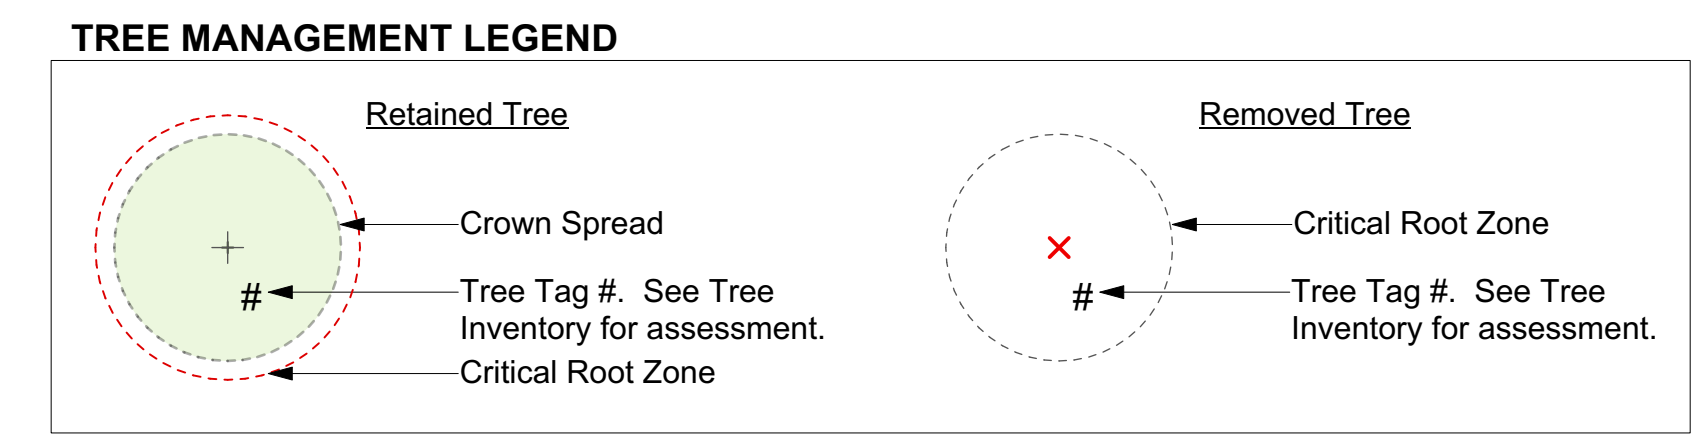 TREE MANAGEMENT LEGEND
Retained Tree
Crown Spread
#
Tree Tag #.  See Tree
Inventory for assessment.
Critical Root Zone
Removed Tree
Critical Root Zone
#
Tree Tag #.  See Tree
Inventory for assessment.